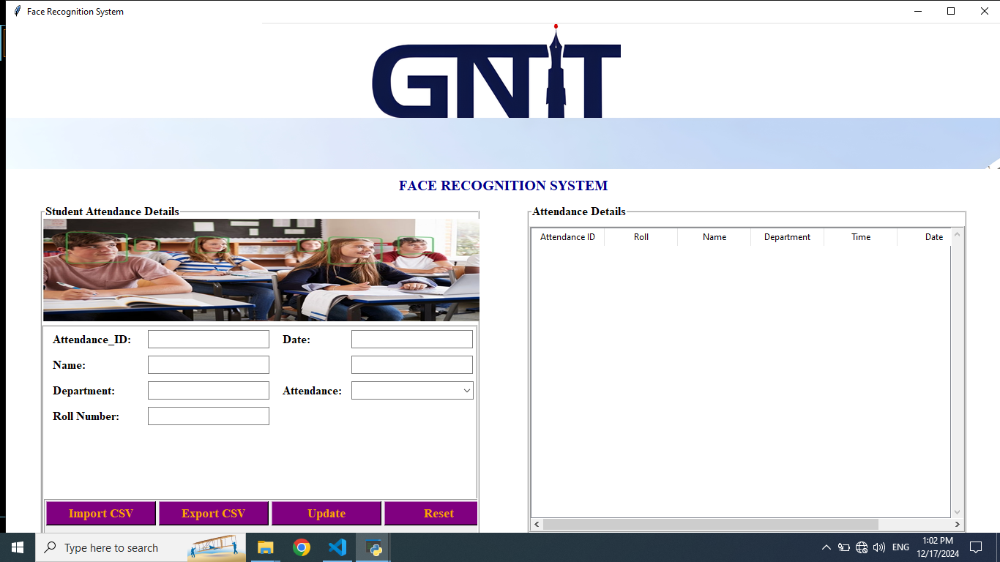 Face Recognition System
GNIT
FACE RECOGNITION SYSTEM
Student Attendance Details
Attendance_ID:
Date:
Name:
Department:
Attendance:
Roll Number:
Import CSV
Export CSV
Update
Reset
Attendance Details
Attendance ID
Roll
Name
Department
Time
Date
Type here to search
ENG
1:02 PM
12/17/2024